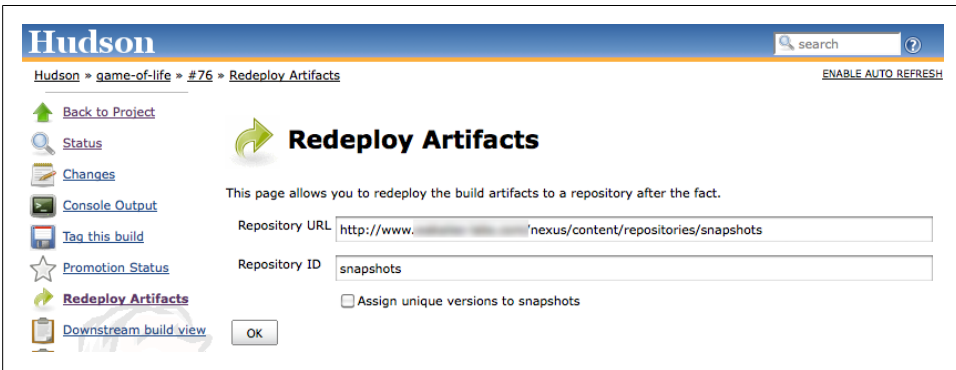 Hudson
search
Hudson » game-of-life » #76 » Redeploy Artifacts
ENABLE AUTO REFRESH
Back to Project
Status
Changes
Console Output
Tag this build
Promotion Status
Redeploy Artifacts
Downstream build view
Redeploy Artifacts
This page allows you to redeploy the build artifacts to a repository after the fact.
Repository URL http://www. /nexus/content/repositories/snapshots
Repository ID snapshots
Assign unique versions to snapshots
OK